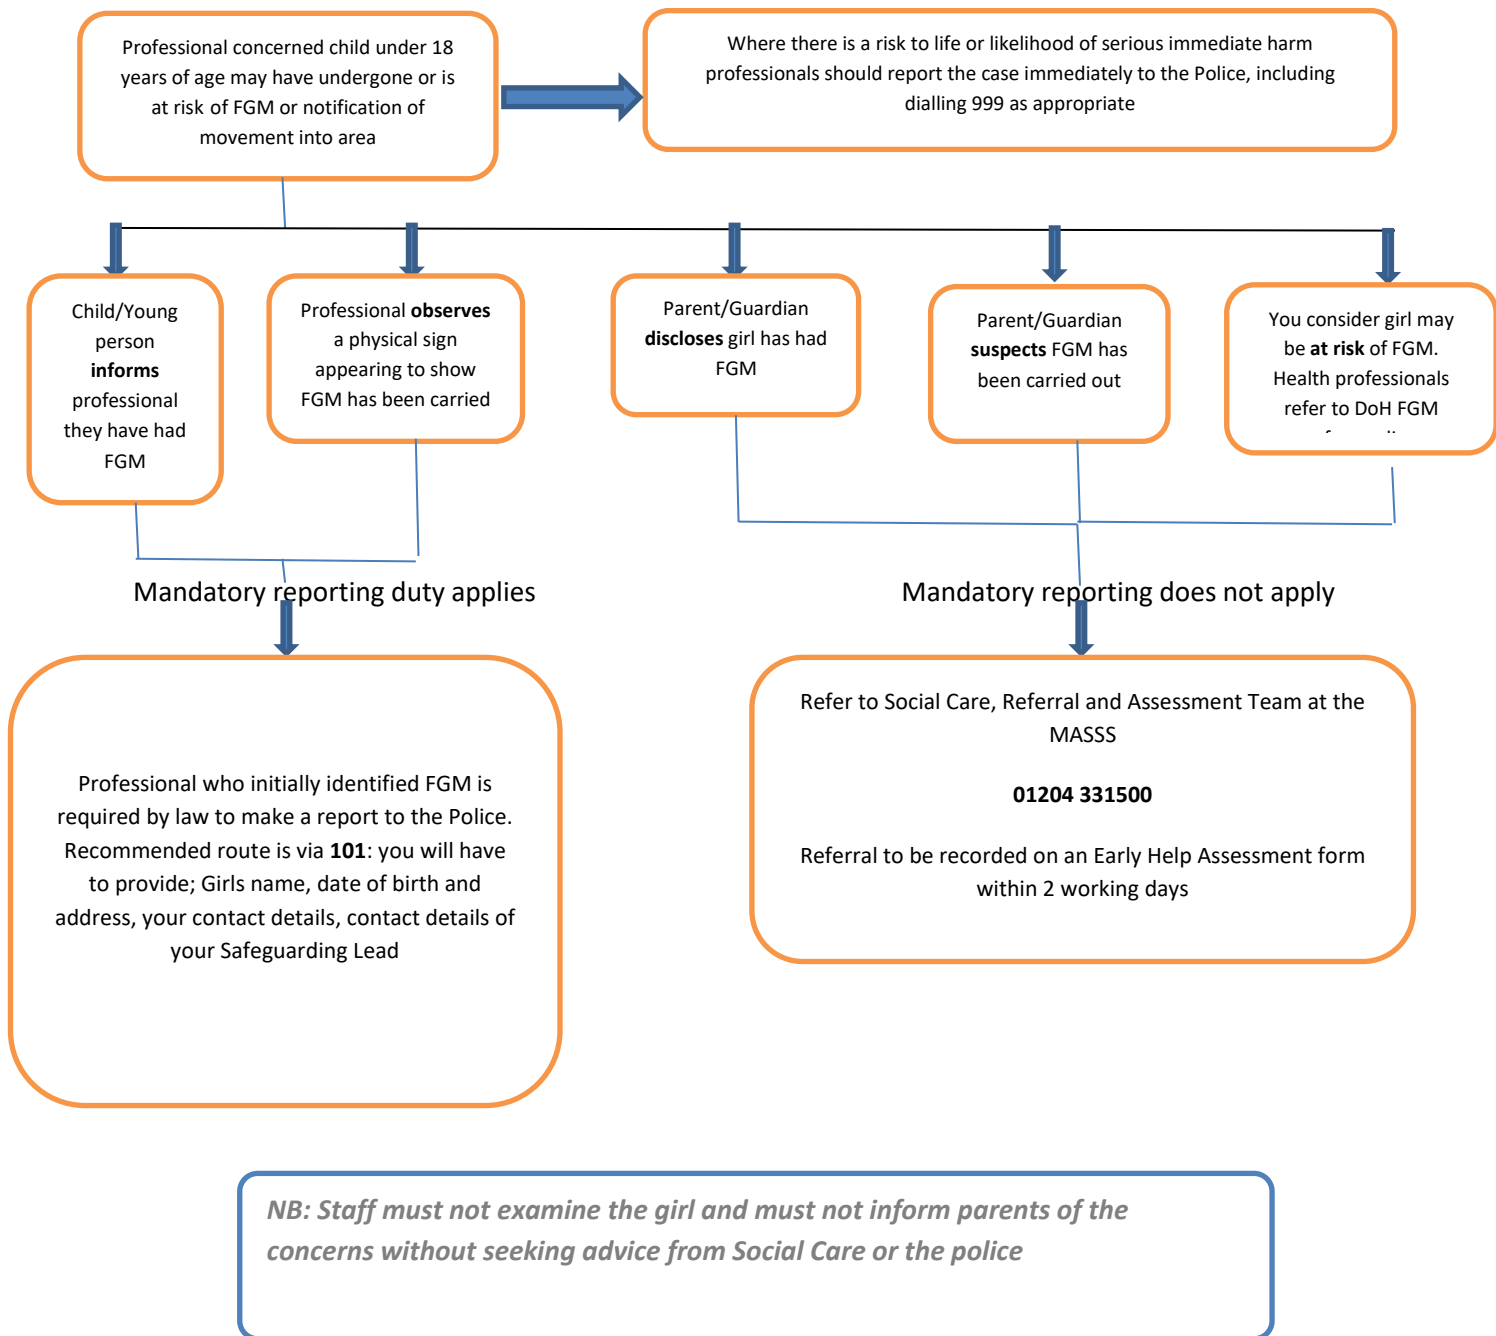 Professional concerned child under 18
years of age may have undergone or is
at risk of FGM or notification of
movement into area
Where there is a risk to life or likelihood of serious immediate harm
professionals should report the case immediately to the Police, including
dialling 999 as appropriate
Child/Young
person
informs
professional
they have had
FGM
Professional observes
a physical sign
appearing to show
FGM has been carried
Parent/Guardian
discloses girl has had
FGM
Parent/Guardian
suspects FGM has
been carried out
You consider girl may
be at risk of FGM.
Health professionals
refer to DoH FGM
Mandatory reporting duty applies
Mandatory reporting does not apply
Professional who initially identified FGM is
required by law to make a report to the Police.
Recommended route is via 101: you will have
to provide; Girls name, date of birth and
address, your contact details, contact details of
your Safeguarding Lead
Refer to Social Care, Referral and Assessment Team at the
MASSS
01204 331500
Referral to be recorded on an Early Help Assessment form
within 2 working days
NB: Staff must not examine the girl and must not inform parents of the
concerns without seeking advice from Social Care or the police